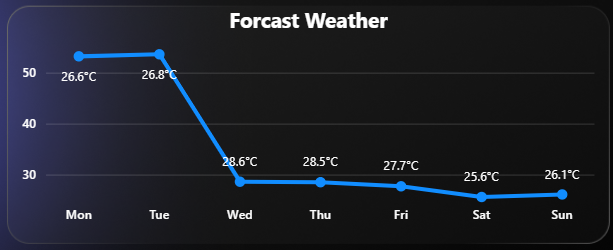 Forcast Weather
50
40
30
26.6°C
26.8°C
28.6°C
28.5°C
27.7°C
25.6°C
26.1°C
Mon Tue Wed Thu Fri Sat Sun